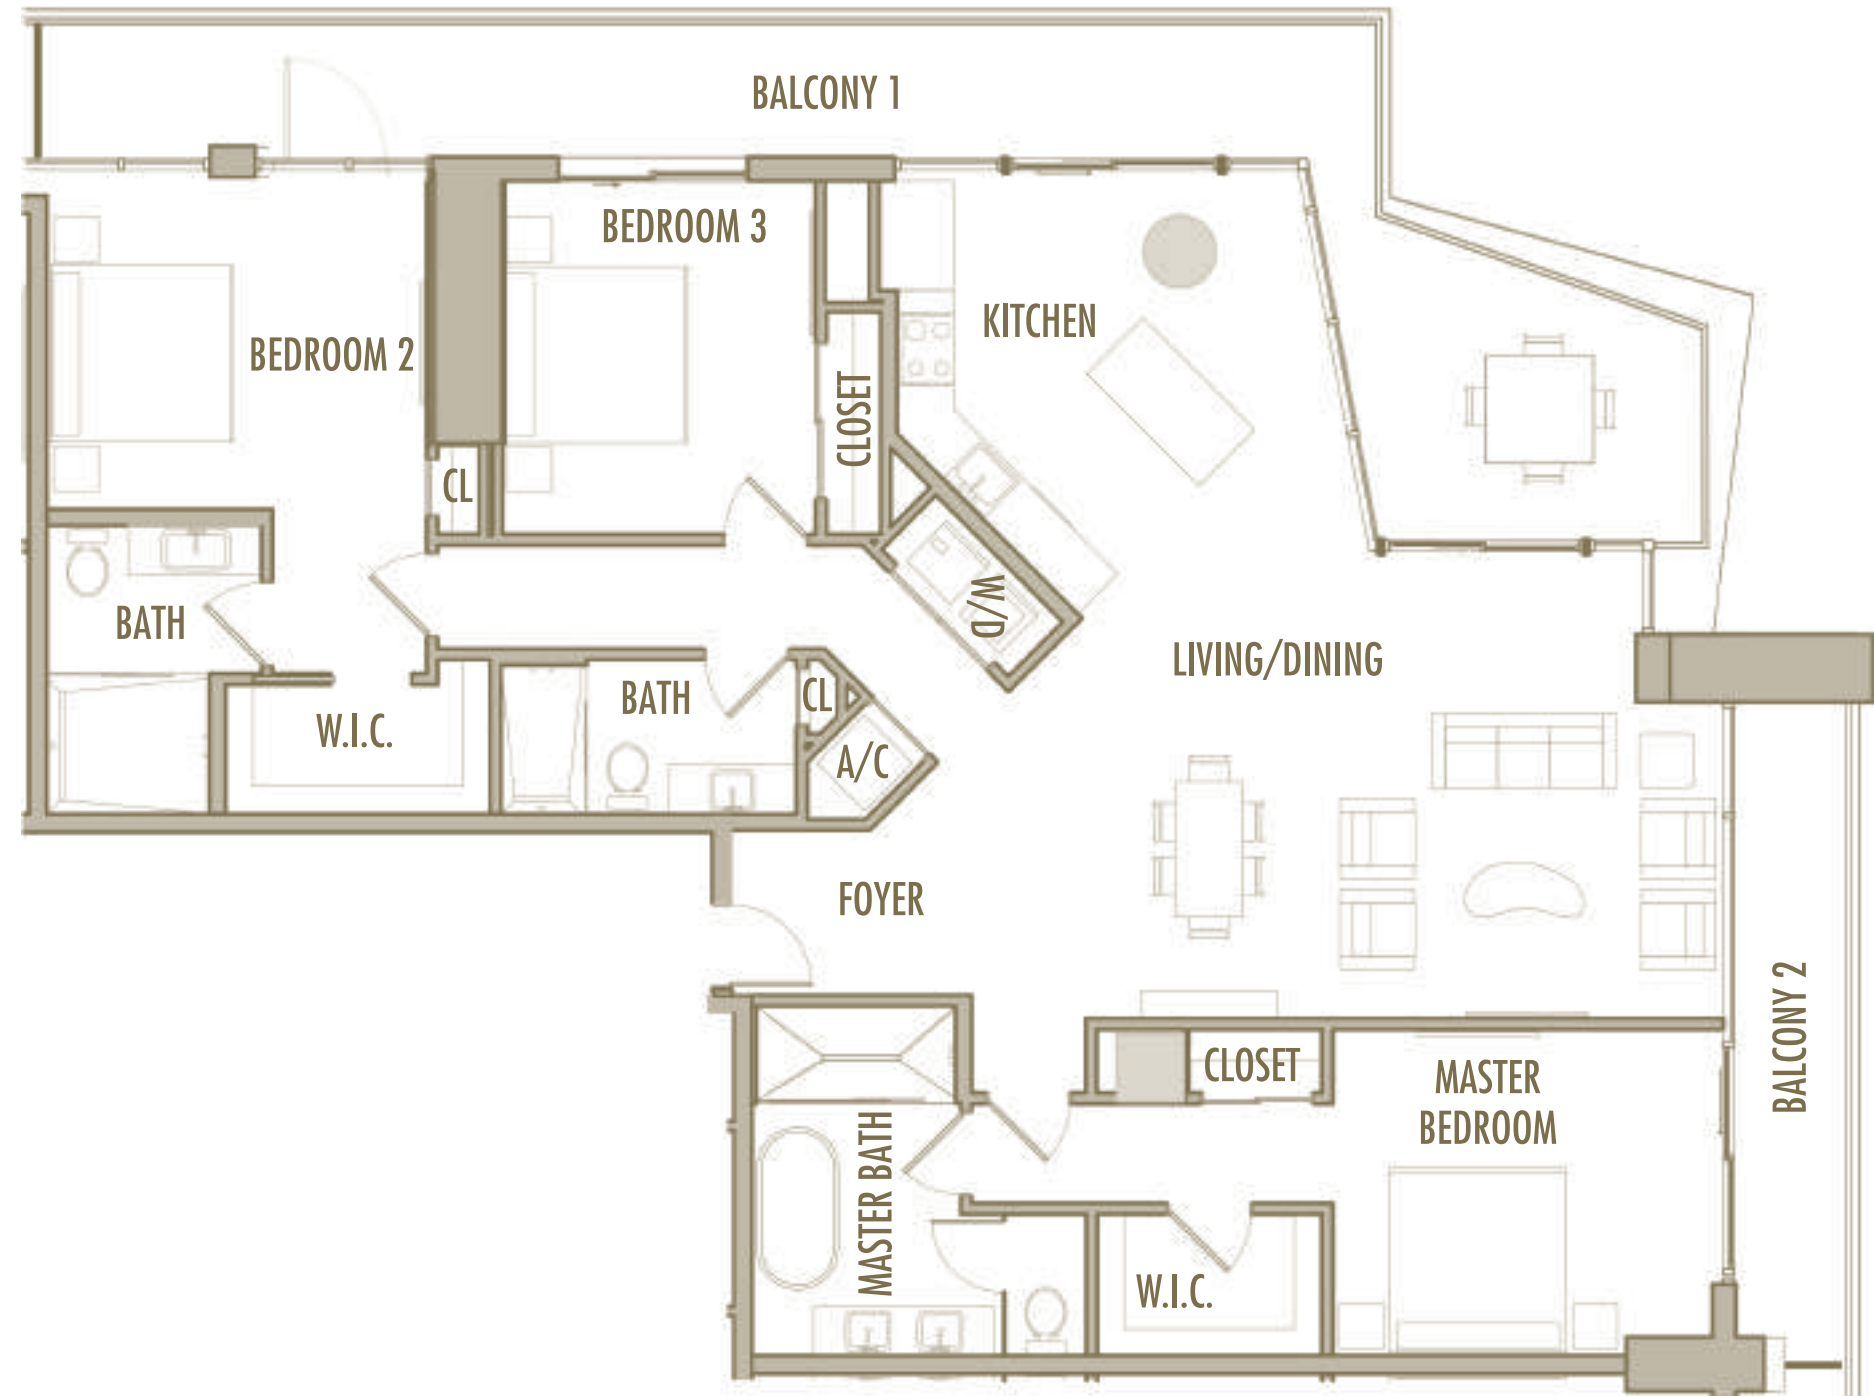 BALCONY 1
BEDROOM 3
BEDROOM 2
KITCHEN
CLOSET
CL
W/D
BATH
LIVING/DINING
BATH
CL
W.I.C.
A/C
FOYER
BALCONY 2
CLOSET
MASTER
BEDROOM
MASTER BATH
W.I.C.